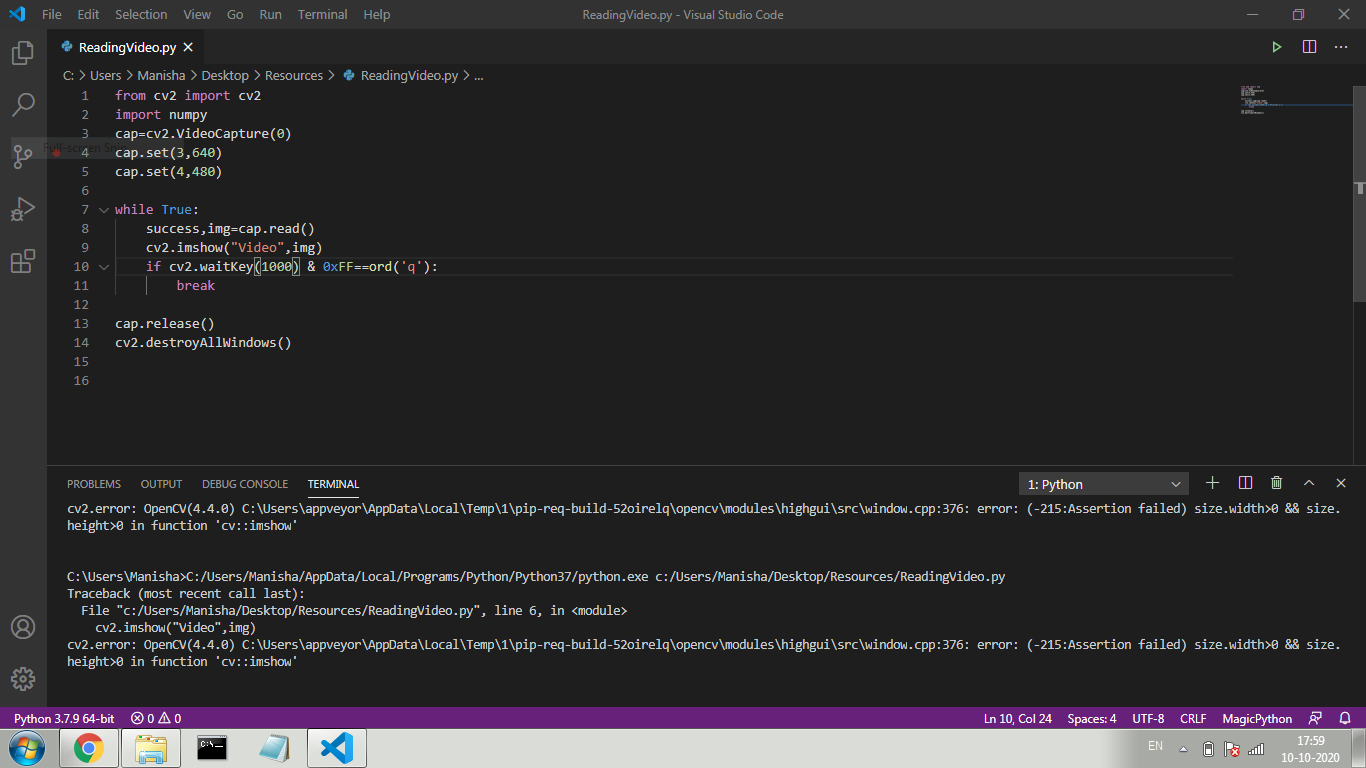 File Edit Selection View Go Run Terminal Help ReadingVideo.py - Visual Studio Code
ReadingVideo.py
C: > Users > Manisha > Desktop > Resources > ReadingVideo.py > ...
1 from cv2 import cv2
2 import numpy
3 cap=cv2.VideoCapture(0)
Full-screen Snip
4 cap.set(3,640)
5 cap.set(4,480)
6
7 while True:
8 success,img=cap.read()
9 cv2.imshow("Video",img)
10 if cv2.waitKey(1000) & 0xFF==ord('q'):
11 break
12
13 cap.release()
14 cv2.destroyAllWindows()
15
16
PROBLEMS OUTPUT DEBUG CONSOLE TERMINAL 1: Python
cv2.error: OpenCV(4.4.0) C:\Users\appveyor\AppData\Local\Temp\1\pip-req-build-52oirelq\opencv\modules\highgui\src\window.cpp:376: error: (-215:Assertion failed) size.width>0 && size.
height>0 in function 'cv::imshow'
C:\Users\Manisha>C:/Users/Manisha/AppData/Local/Programs/Python/Python37/python.exe c:/Users/Manisha/Desktop/Resources/ReadingVideo.py
Traceback (most recent call last):
File "c:/Users/Manisha/Desktop/Resources/ReadingVideo.py", line 6, in <module>
cv2.imshow("Video",img)
cv2.error: OpenCV(4.4.0) C:\Users\appveyor\AppData\Local\Temp\1\pip-req-build-52oirelq\opencv\modules\highgui\src\window.cpp:376: error: (-215:Assertion failed) size.width>0 && size.
height>0 in function 'cv::imshow'
Python 3.7.9 64-bit 0 0 Ln 10, Col 24 Spaces: 4 UTF-8 CRLF MagicPython
EN 17:59
10-10-2020